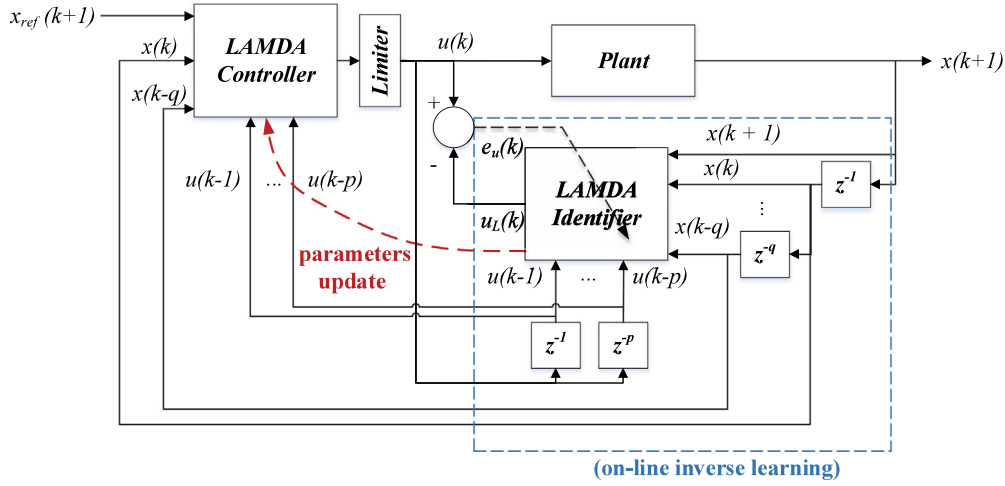 x_ref (k+1)
x(k)
x(k-q)
LAMDA
Controller
Limiter
u(k)
Plant
x(k+1)
+
-
e_u(k)
u_L(k)
LAMDA
Identifier
x(k + 1)
x(k)
⋮
x(k-q)
z^-1
z^-q
u(k-1) ... u(k-p)
parameters
update
u(k-1) ... u(k-p)
z^-1
z^-p
(on-line inverse learning)